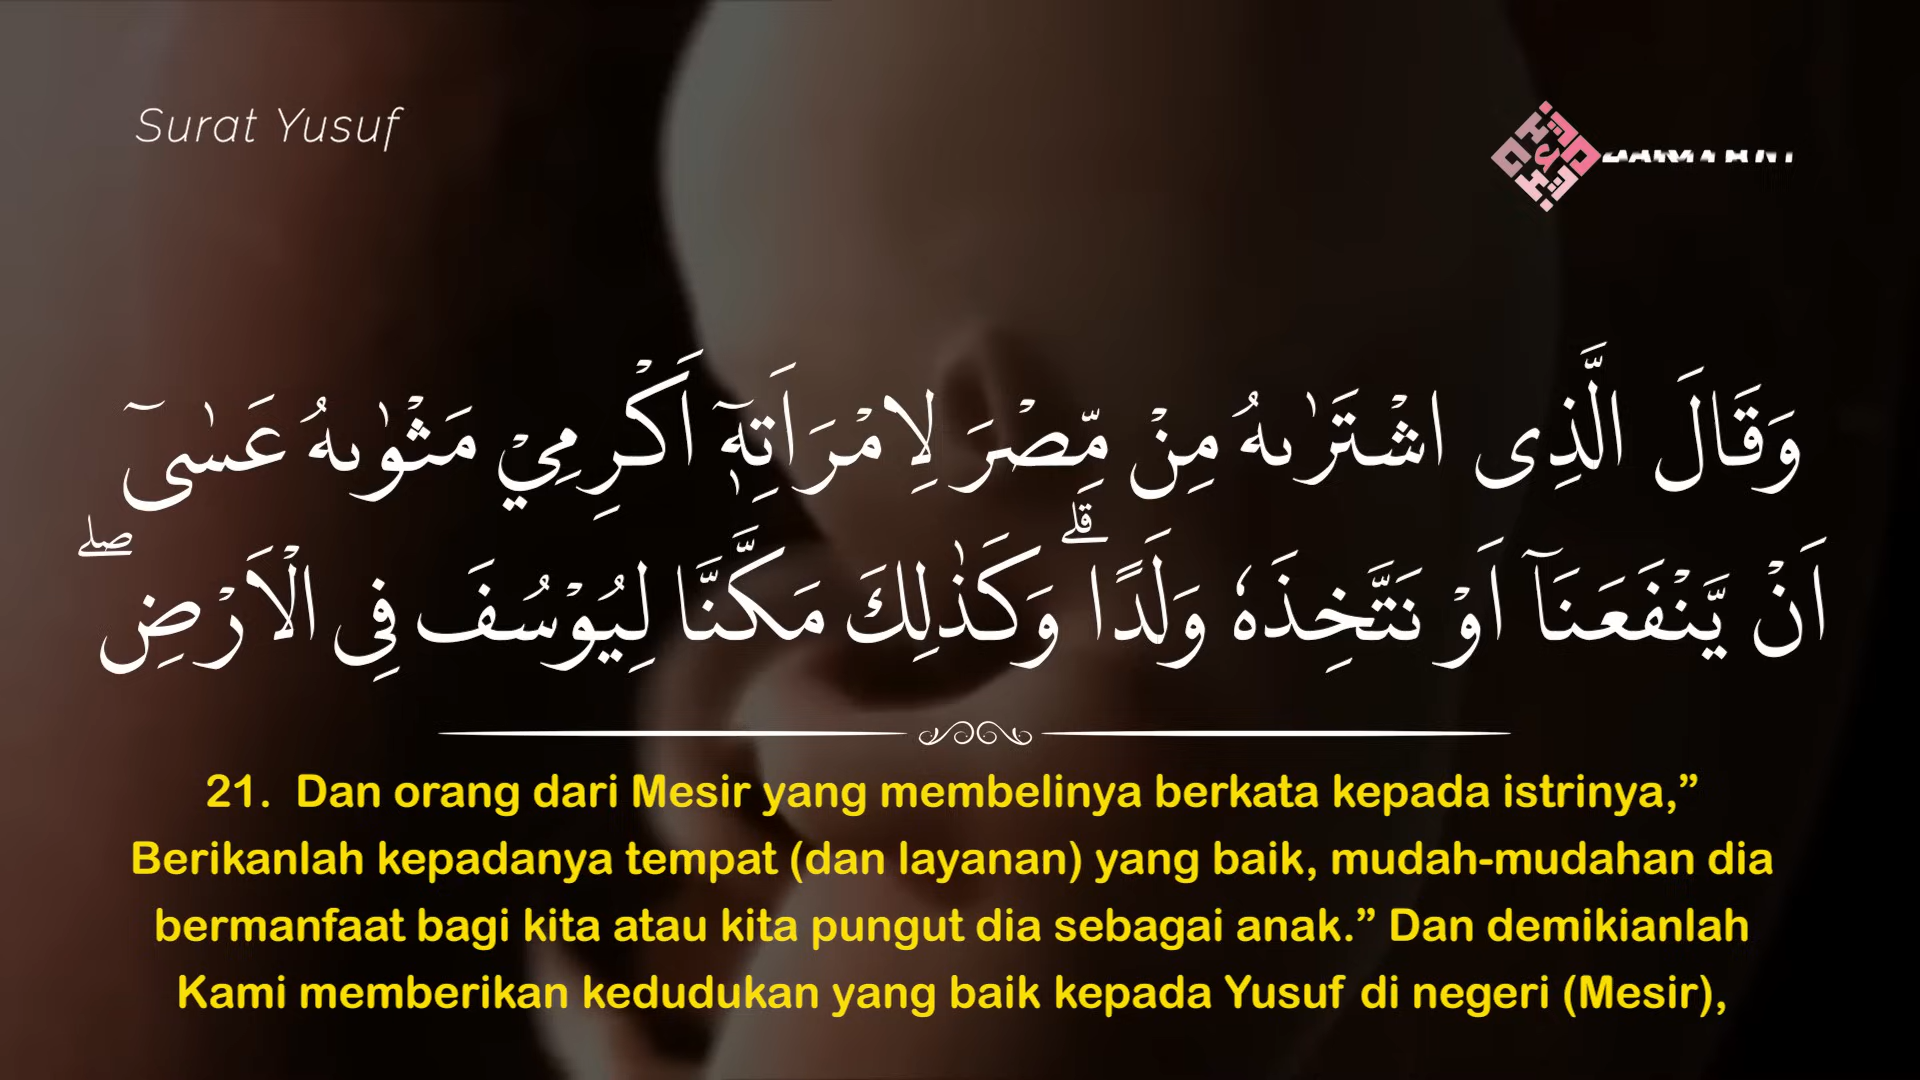 Surat Yusuf
وَقَالَ الَّذِى اشْتَرٰىهُ مِنْ مِّصْرَ لِامْرَاَتِهٖٓ اَكْرِمِيْ مَثْوٰىهُ عَسٰىٓ
اَنْ يَّنْفَعَنَآ اَوْ نَتَّخِذَهٗ وَلَدًا ۗ وَكَذٰلِكَ مَكَّنَّا لِيُوْسُفَ فِى الْاَرْضِۖ
21. Dan orang dari Mesir yang membelinya berkata kepada istrinya,”
Berikanlah kepadanya tempat (dan layanan) yang baik, mudah-mudahan dia
bermanfaat bagi kita atau kita pungut dia sebagai anak.” Dan demikianlah
Kami memberikan kedudukan yang baik kepada Yusuf di negeri (Mesir),